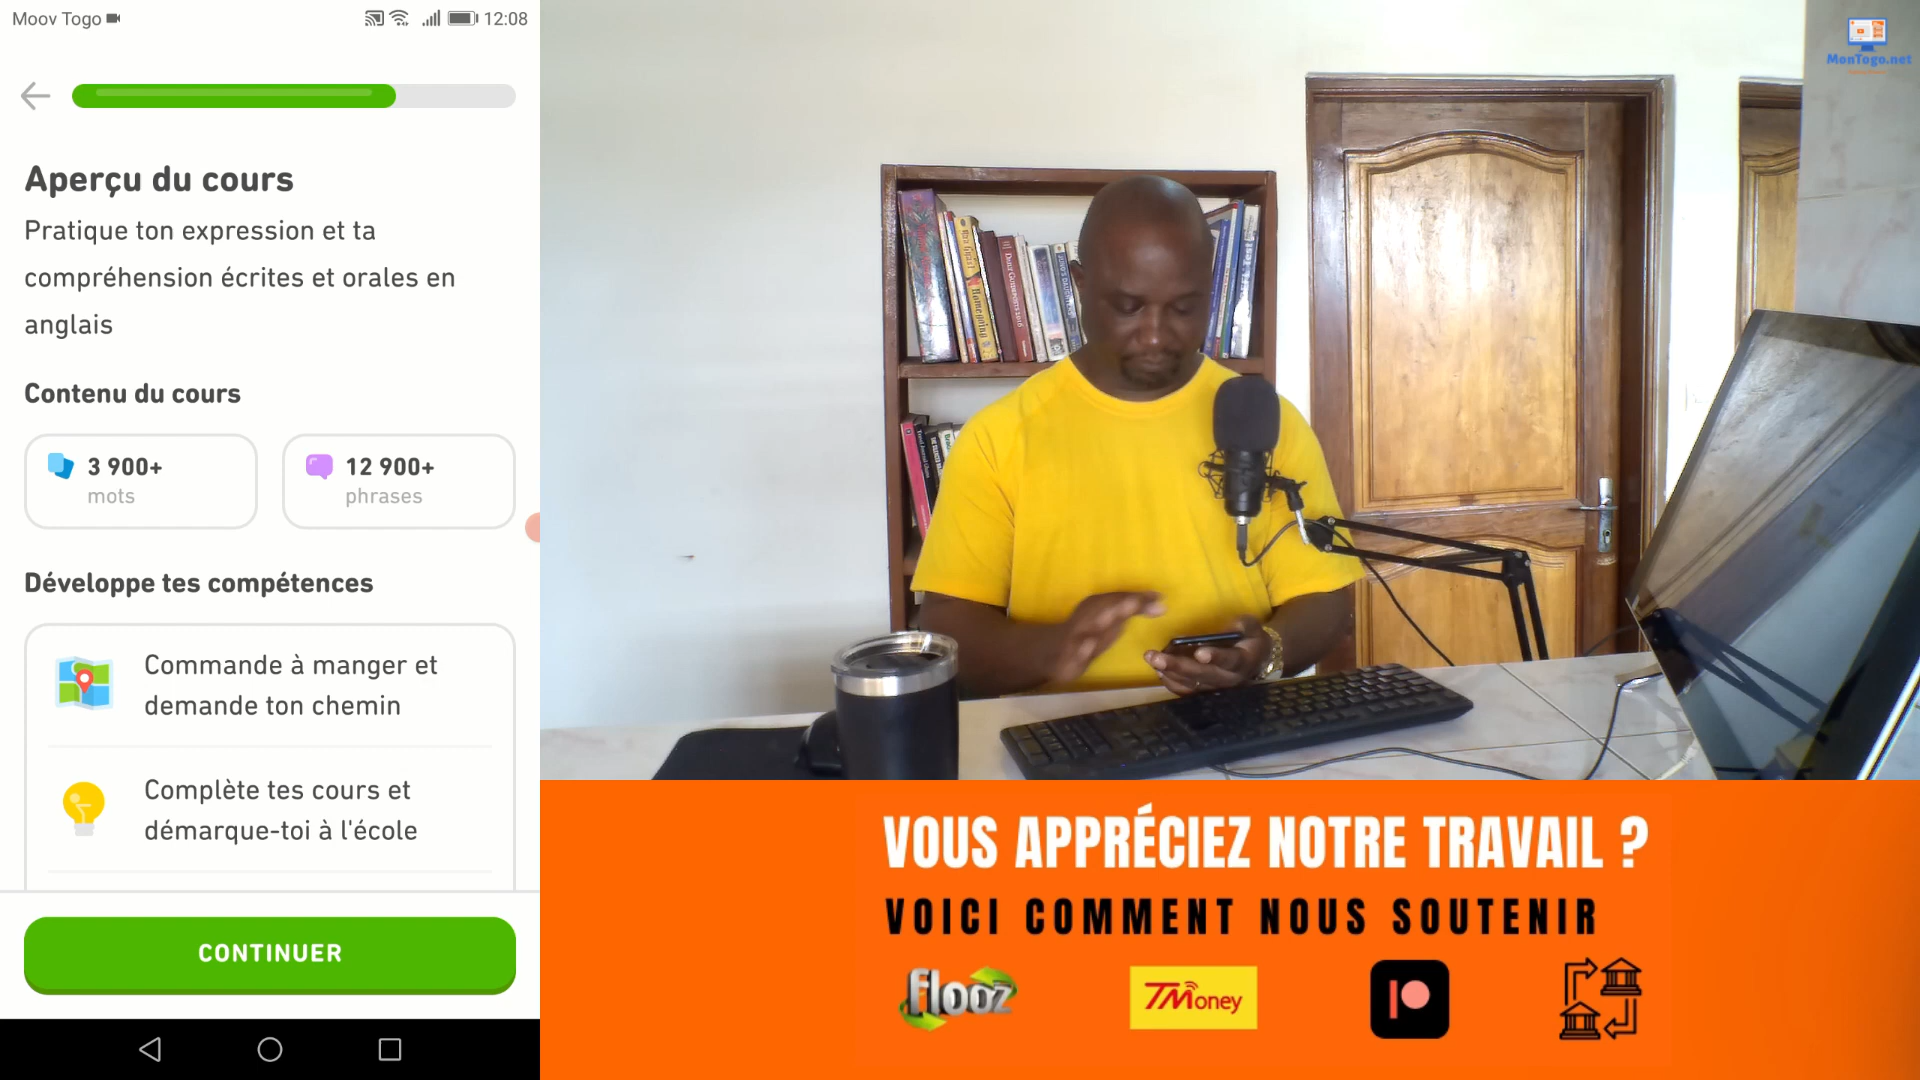 Moov Togo
12:08
Aperçu du cours
Pratique ton expression et ta
compréhension écrites et orales en
anglais
Contenu du cours
3 900+
mots
12 900+
phrases
Développe tes compétences
Commande à manger et
demande ton chemin
Complète tes cours et
démarque-toi à l'école
CONTINUER
MonTogo.net
Homegoing
VOUS APPRÉCIEZ NOTRE TRAVAIL ?
VOICI COMMENT NOUS SOUTENIR
flooz
TMoney